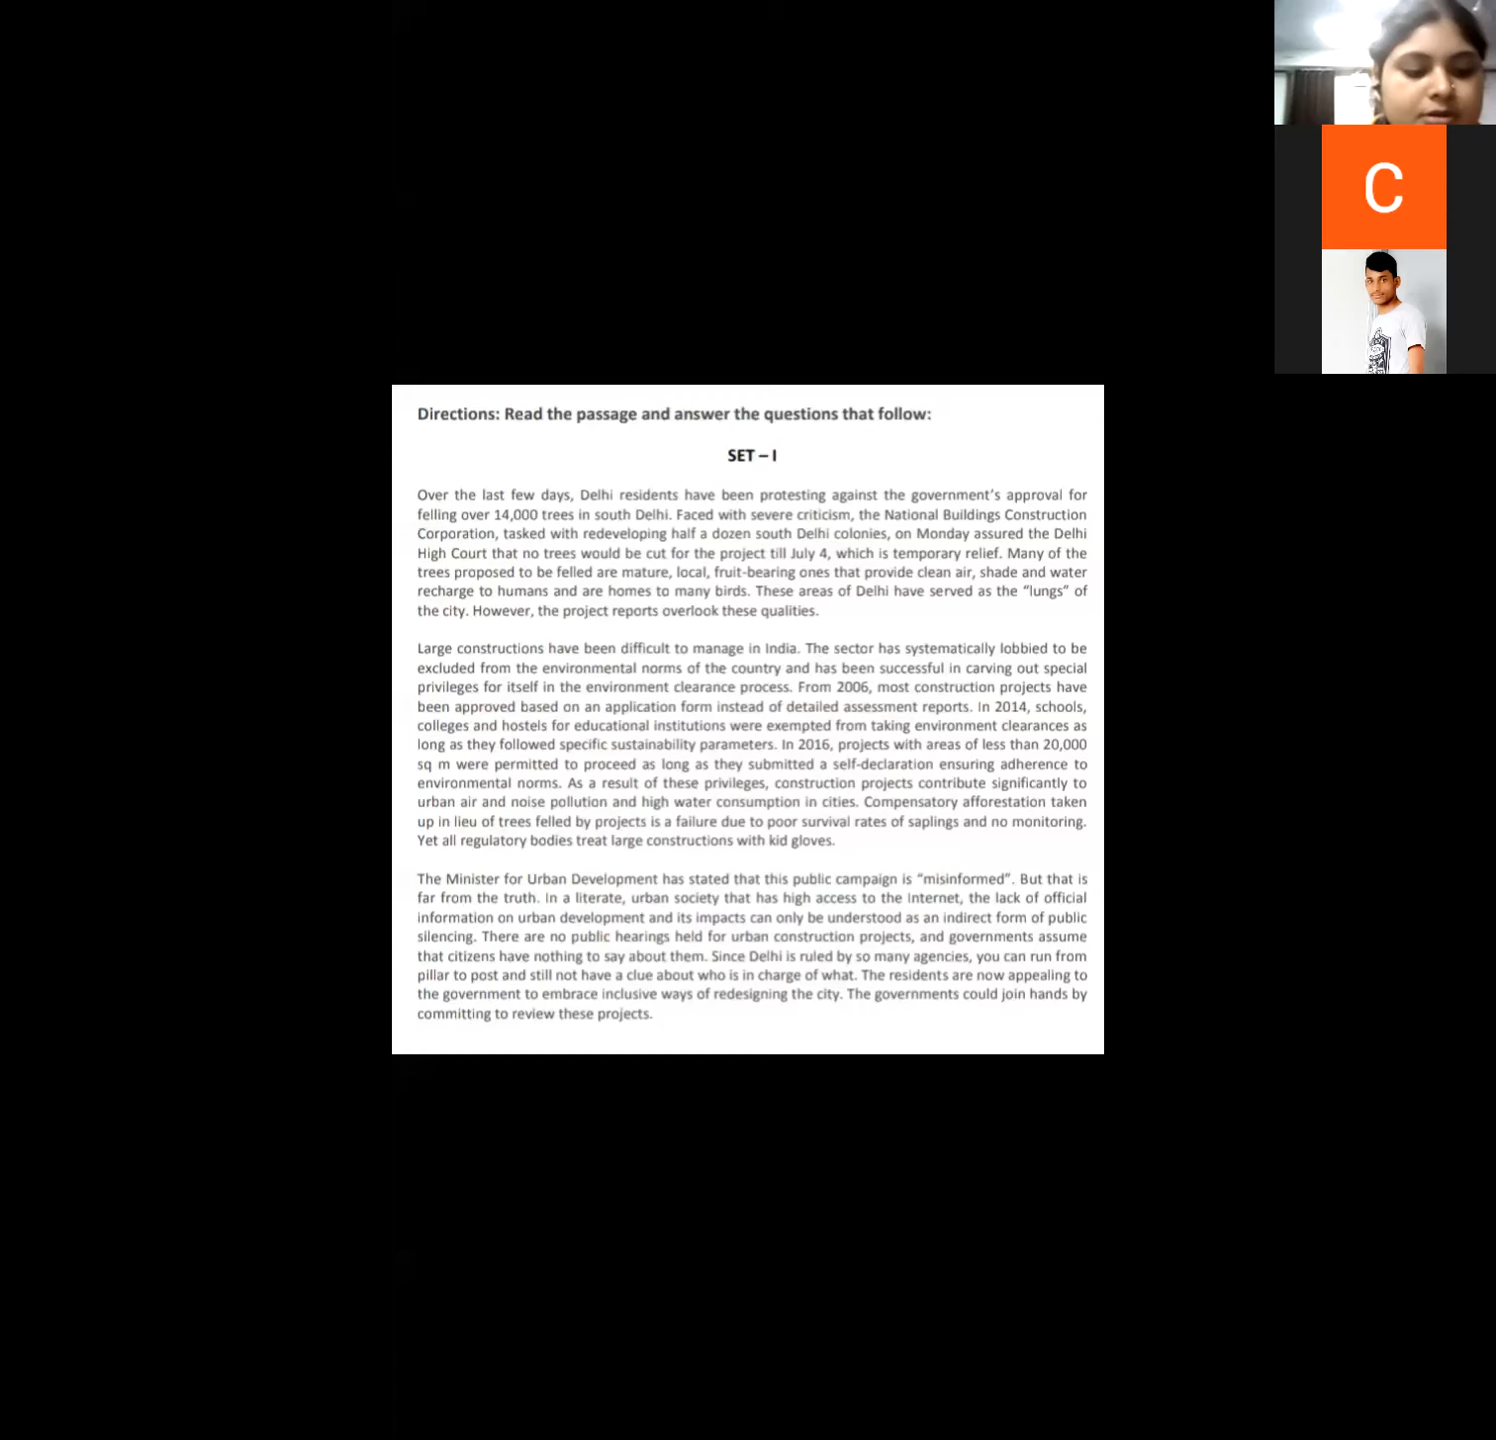 C
Directions: Read the passage and answer the questions that follow:
SET – I
Over the last few days, Delhi residents have been protesting against the government's approval for
felling over 14,000 trees in south Delhi. Faced with severe criticism, the National Buildings Construction
Corporation, tasked with redeveloping half a dozen south Delhi colonies, on Monday assured the Delhi
High Court that no trees would be cut for the project till July 4, which is temporary relief. Many of the
trees proposed to be felled are mature, local, fruit-bearing ones that provide clean air, shade and water
recharge to humans and are homes to many birds. These areas of Delhi have served as the “lungs” of
the city. However, the project reports overlook these qualities.
Large constructions have been difficult to manage in India. The sector has systematically lobbied to be
excluded from the environmental norms of the country and has been successful in carving out special
privileges for itself in the environment clearance process. From 2006, most construction projects have
been approved based on an application form instead of detailed assessment reports. In 2014, schools,
colleges and hostels for educational institutions were exempted from taking environment clearances as
long as they followed specific sustainability parameters. In 2016, projects with areas of less than 20,000
sq m were permitted to proceed as long as they submitted a self-declaration ensuring adherence to
environmental norms. As a result of these privileges, construction projects contribute significantly to
urban air and noise pollution and high water consumption in cities. Compensatory afforestation taken
up in lieu of trees felled by projects is a failure due to poor survival rates of saplings and no monitoring.
Yet all regulatory bodies treat large constructions with kid gloves.
The Minister for Urban Development has stated that this public campaign is “misinformed”. But that is
far from the truth. In a literate, urban society that has high access to the Internet, the lack of official
information on urban development and its impacts can only be understood as an indirect form of public
silencing. There are no public hearings held for urban construction projects, and governments assume
that citizens have nothing to say about them. Since Delhi is ruled by so many agencies, you can run from
pillar to post and still not have a clue about who is in charge of what. The residents are now appealing to
the government to embrace inclusive ways of redesigning the city. The governments could join hands by
committing to review these projects.